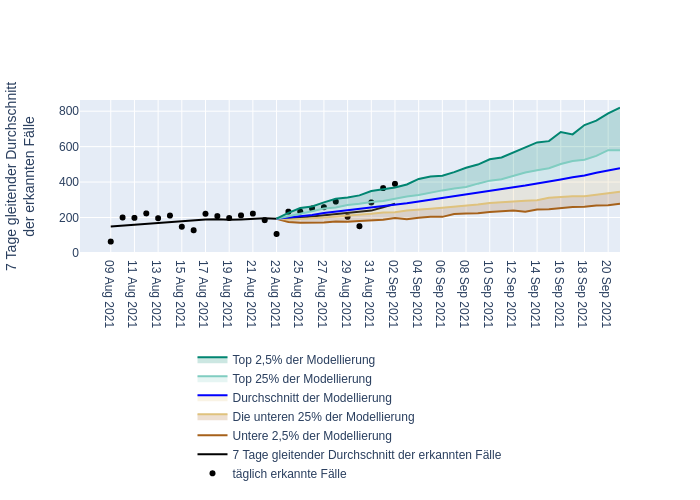 7 Tage gleitender Durchschnitt
der erkannten Fälle
800
600
400
200
0
09 Aug 2021
11 Aug 2021
13 Aug 2021
15 Aug 2021
17 Aug 2021
19 Aug 2021
21 Aug 2021
23 Aug 2021
25 Aug 2021
27 Aug 2021
29 Aug 2021
31 Aug 2021
02 Sep 2021
04 Sep 2021
06 Sep 2021
08 Sep 2021
10 Sep 2021
12 Sep 2021
14 Sep 2021
16 Sep 2021
18 Sep 2021
20 Sep 2021
Top 2,5% der Modellierung
Top 25% der Modellierung
Durchschnitt der Modellierung
Die unteren 25% der Modellierung
Untere 2,5% der Modellierung
7 Tage gleitender Durchschnitt der erkannten Fälle
täglich erkannte Fälle